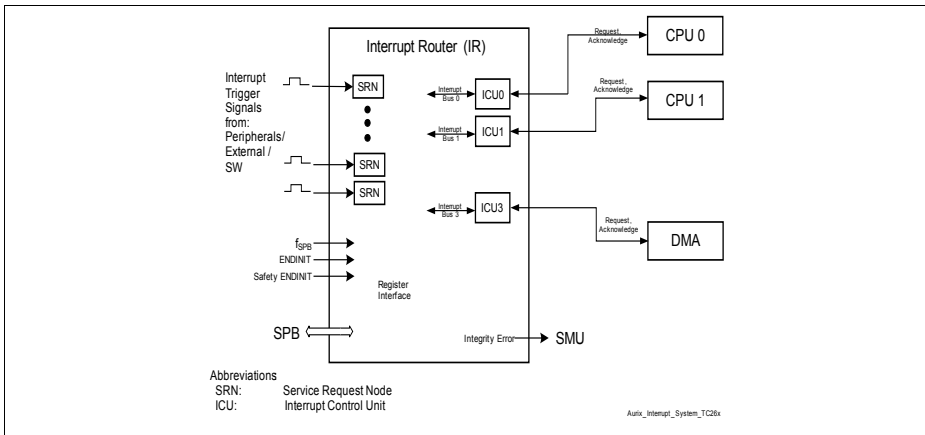 Interrupt Router (IR)
Interrupt
Trigger
Signals
from:
Peripherals/
External /
SW
SRN
SRN
SRN
Interrupt
Bus 0
ICU0
Interrupt
Bus 1
ICU1
Interrupt
Bus 3
ICU3
Request,
Acknowledge
CPU 0
Request,
Acknowledge
CPU 1
Request,
Acknowledge
DMA
fSPB
ENDINIT
Safety ENDINIT
Register
Interface
SPB
Integrity Error
SMU
Abbreviations
SRN: Service Request Node
ICU: Interrupt Control Unit
Aurix_Interrupt_System_TC26x